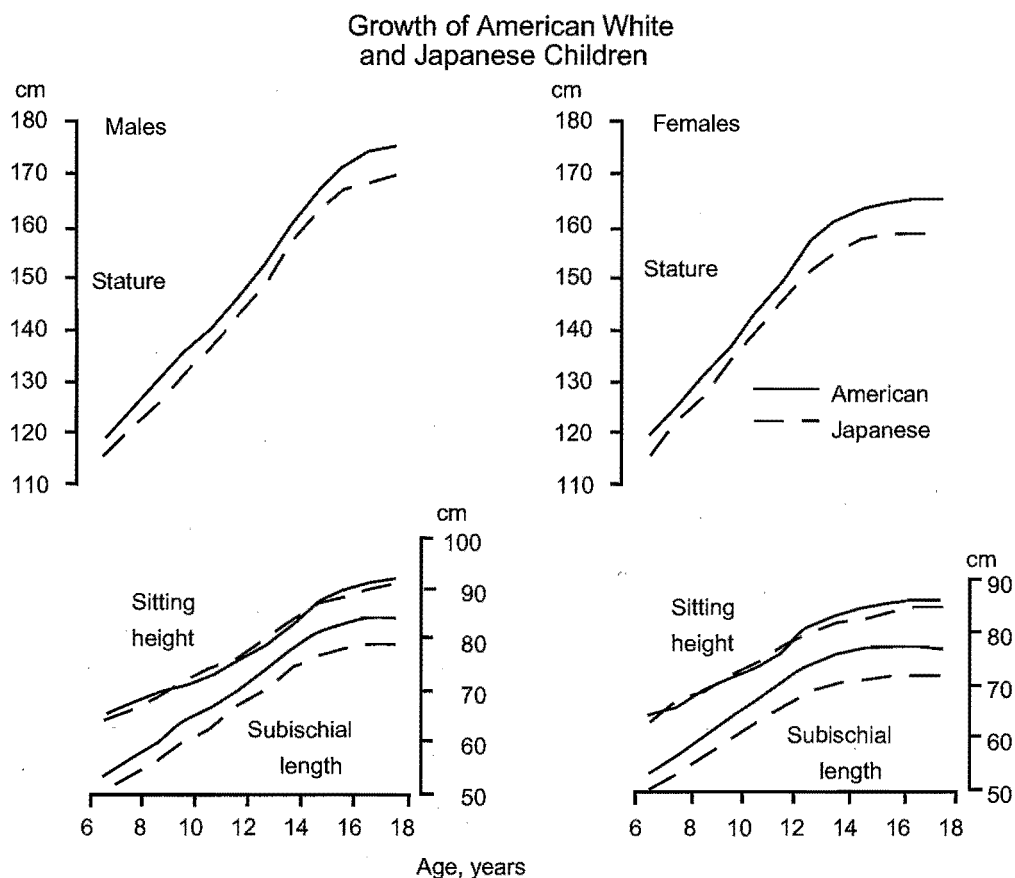 Growth of American White
and Japanese Children
cm
180
170
160
150
140
130
120
110
Males
Stature
cm
180
170
160
150
140
130
120
110
Females
Stature
American
Japanese
cm
100
90
80
70
60
50
Sitting
height
Subischial
length
6
8
10
12
14
16
18
cm
90
80
70
60
50
Sitting
height
Subischial
length
6
8
10
12
14
16
18
Age, years